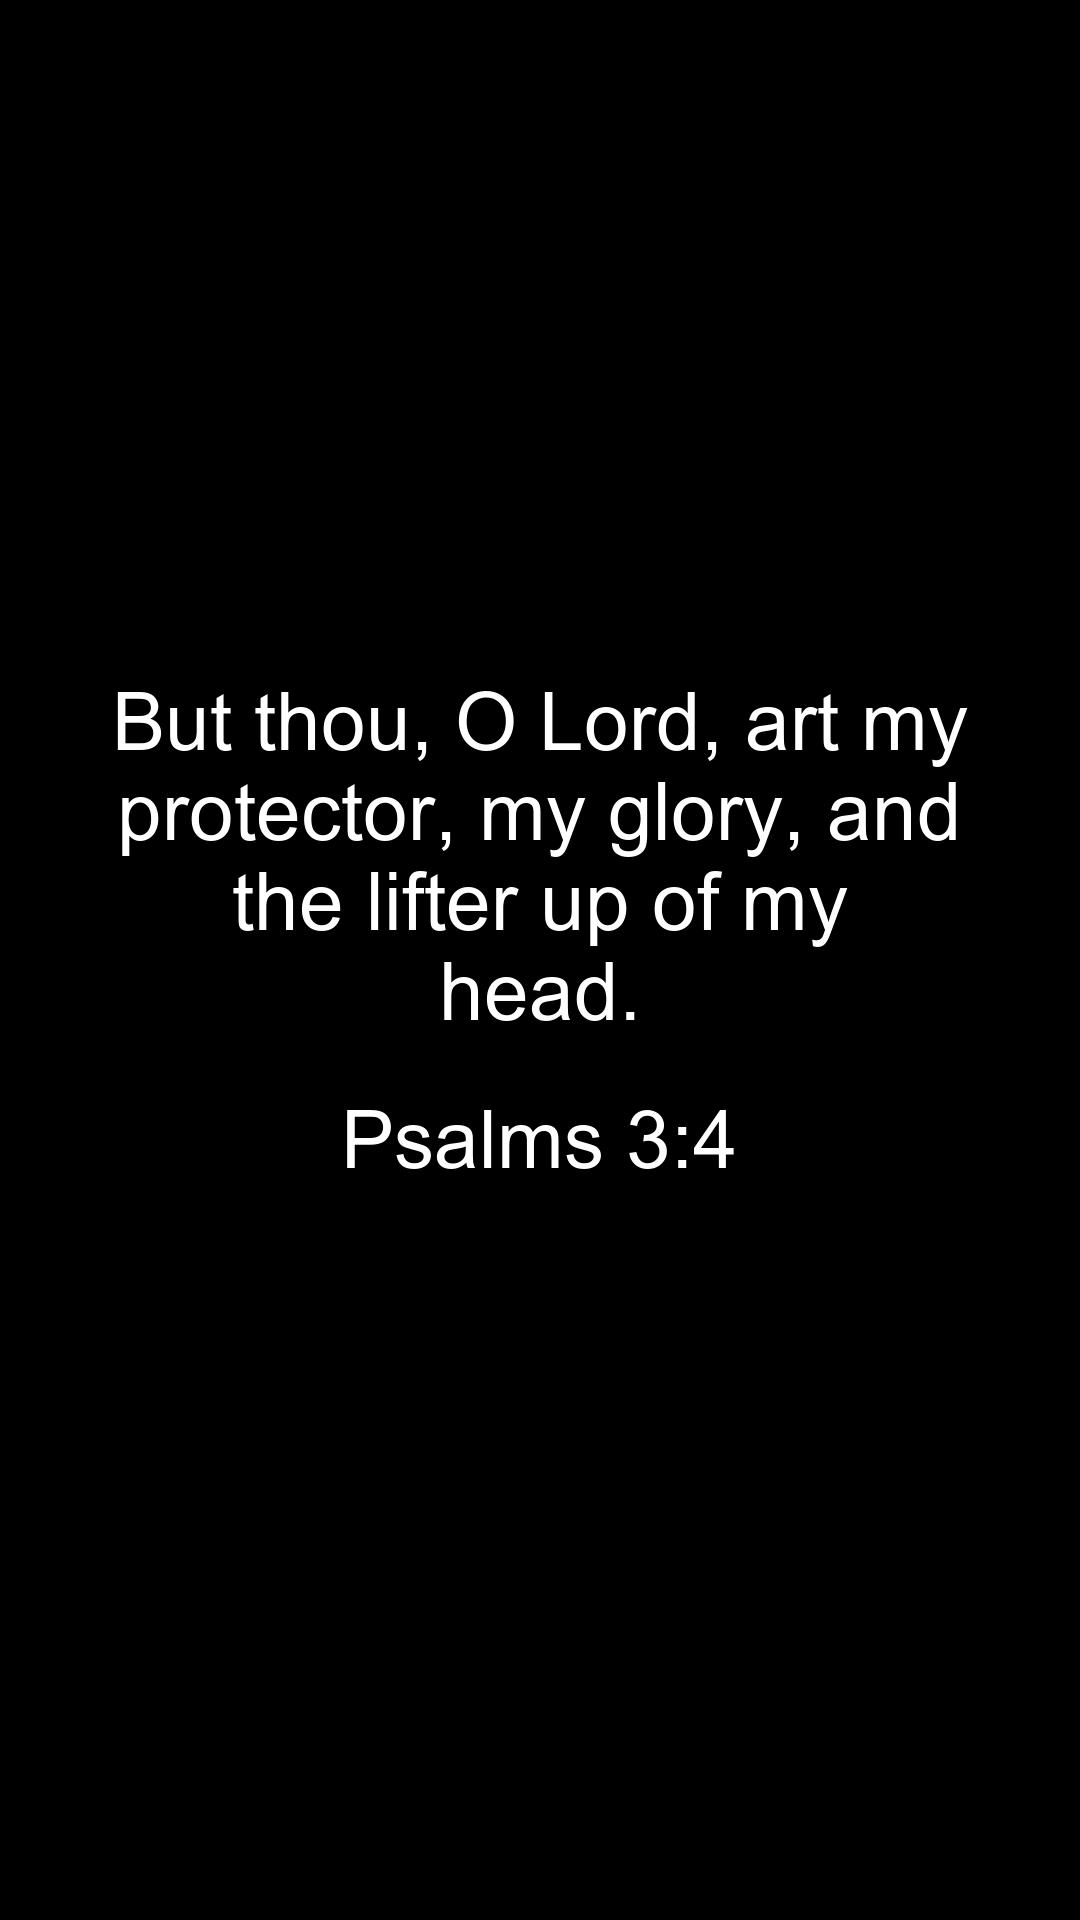 But thou, O Lord, art my
protector, my glory, and
the lifter up of my
head.
Psalms 3:4